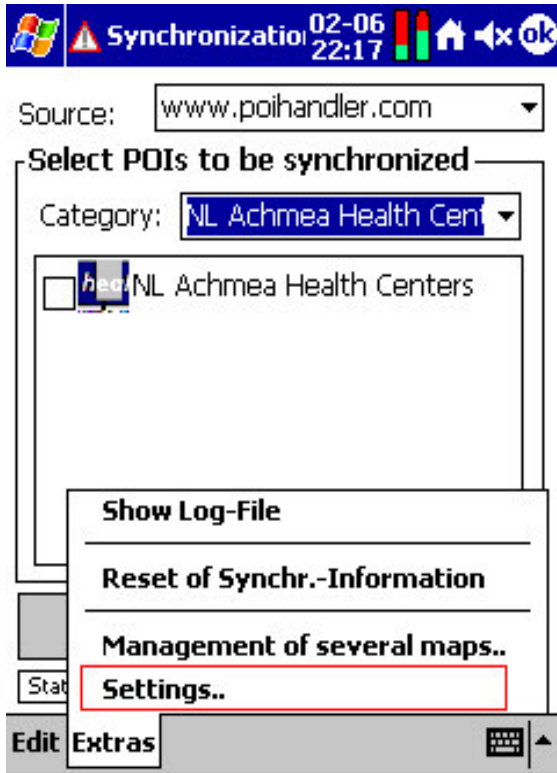 Synchronizatio
02-06
22:17
ok
Source: www.poihandler.com
Select POIs to be synchronized
Category: NL Achmea Health Cent
heal NL Achmea Health Centers
Show Log-File
Reset of Synchr.-Information
Management of several maps..
Stat
Settings..
Edit Extras